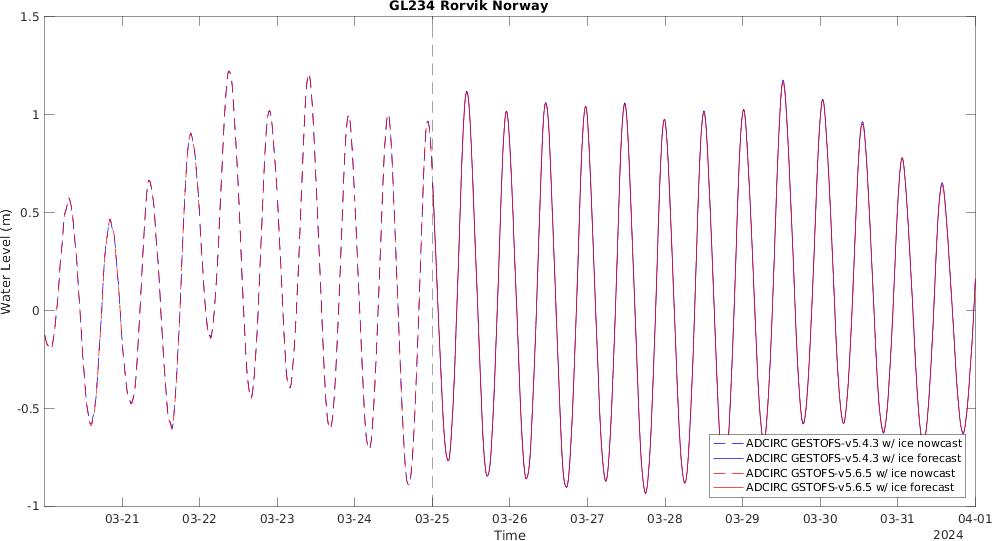 GL234 Rorvik Norway
1.5
1
0.5
0
-0.5
-1
Water Level (m)
ADCIRC GESTOFS-v5.4.3 w/ ice nowcast
ADCIRC GESTOFS-v5.4.3 w/ ice forecast
ADCIRC GSTOFS-v5.6.5 w/ ice nowcast
ADCIRC GSTOFS-v5.6.5 w/ ice forecast
03-21 03-22 03-23 03-24 03-25 03-26 03-27 03-28 03-29 03-30 03-31 04-01
Time
2024